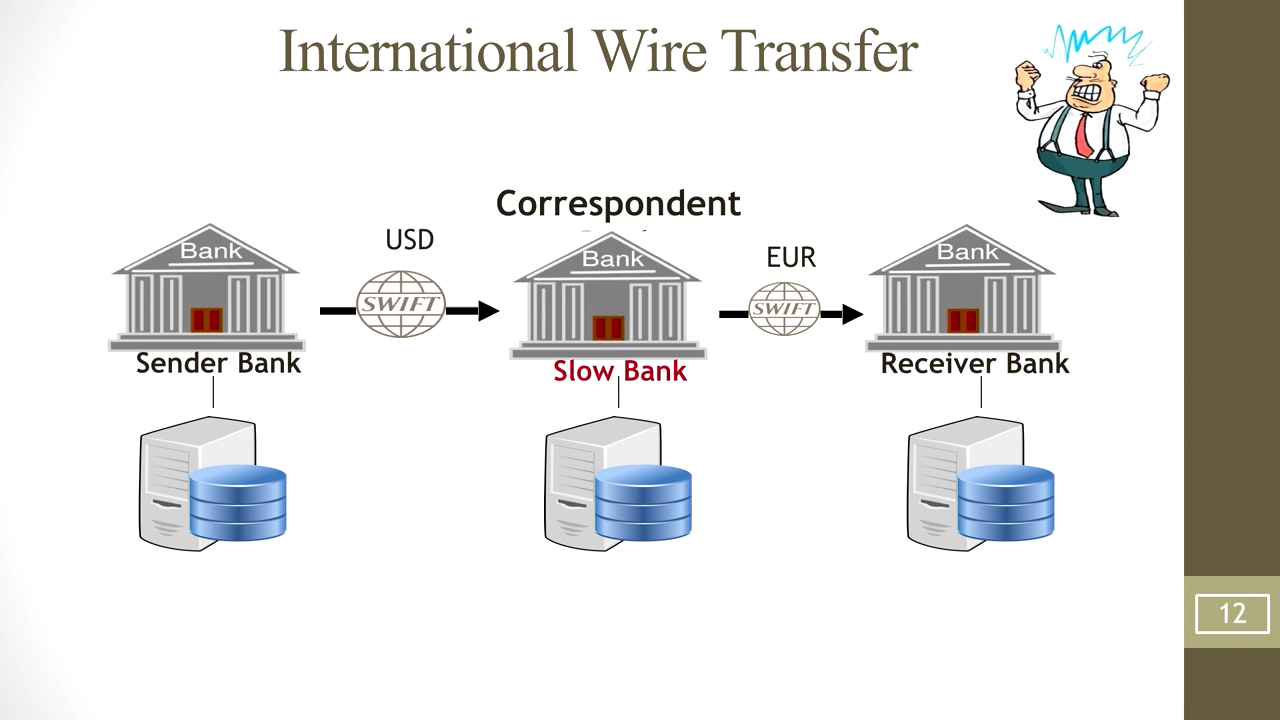 International Wire Transfer
Correspondent
USD
EUR
Bank
Bank
Bank
SWIFT
SWIFT
Sender Bank
Slow Bank
Receiver Bank
12